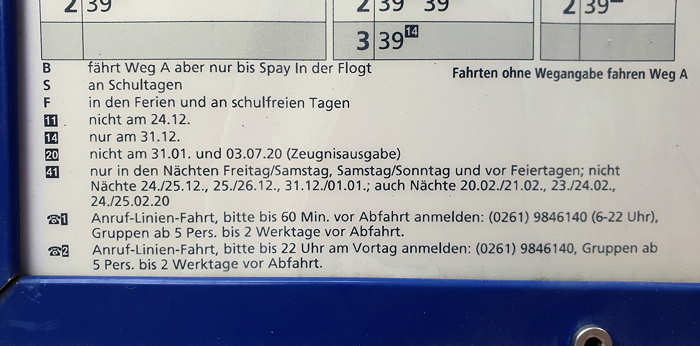 2 39
2 39 39
2 39
3 39 14
B fährt Weg A aber nur bis Spay In der Flogt
Fahrten ohne Wegangabe fahren Weg A
S an Schultagen
F in den Ferien und an schulfreien Tagen
11 nicht am 24.12.
14 nur am 31.12.
20 nicht am 31.01. und 03.07.20 (Zeugnisausgabe)
41 nur in den Nächten Freitag/Samstag, Samstag/Sonntag und vor Feiertagen; nicht
Nächte 24./25.12., 25./26.12., 31.12./01.01.; auch Nächte 20.02./21.02., 23./24.02.,
24./25.02.20
☎1 Anruf-Linien-Fahrt, bitte bis 60 Min. vor Abfahrt anmelden: (0261) 9846140 (6-22 Uhr),
Gruppen ab 5 Pers. bis 2 Werktage vor Abfahrt.
☎2 Anruf-Linien-Fahrt, bitte bis 22 Uhr am Vortag anmelden: (0261) 9846140, Gruppen ab
5 Pers. bis 2 Werktage vor Abfahrt.